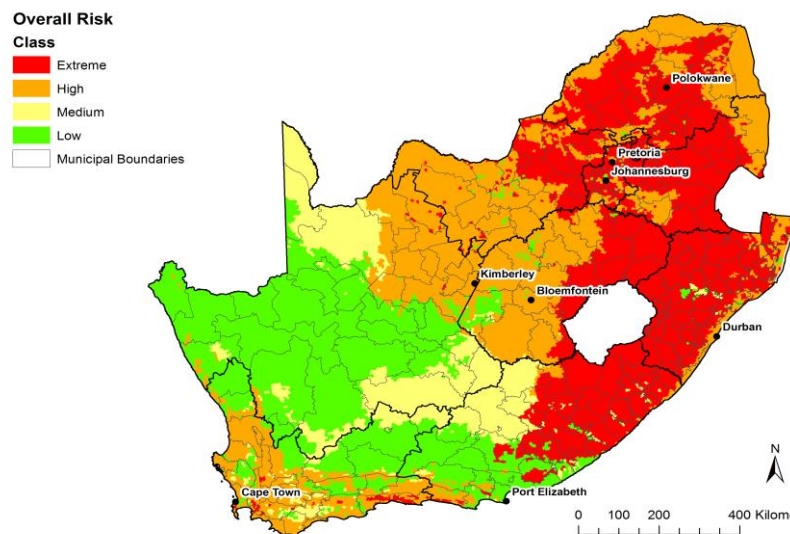 Overall Risk
Class
Extreme
High
Medium
Low
Municipal Boundaries
Polokwane
Pretoria
Johannesburg
Kimberley
Bloemfontein
Durban
N
Cape Town
Port Elizabeth
0 100 200 400 Kilome